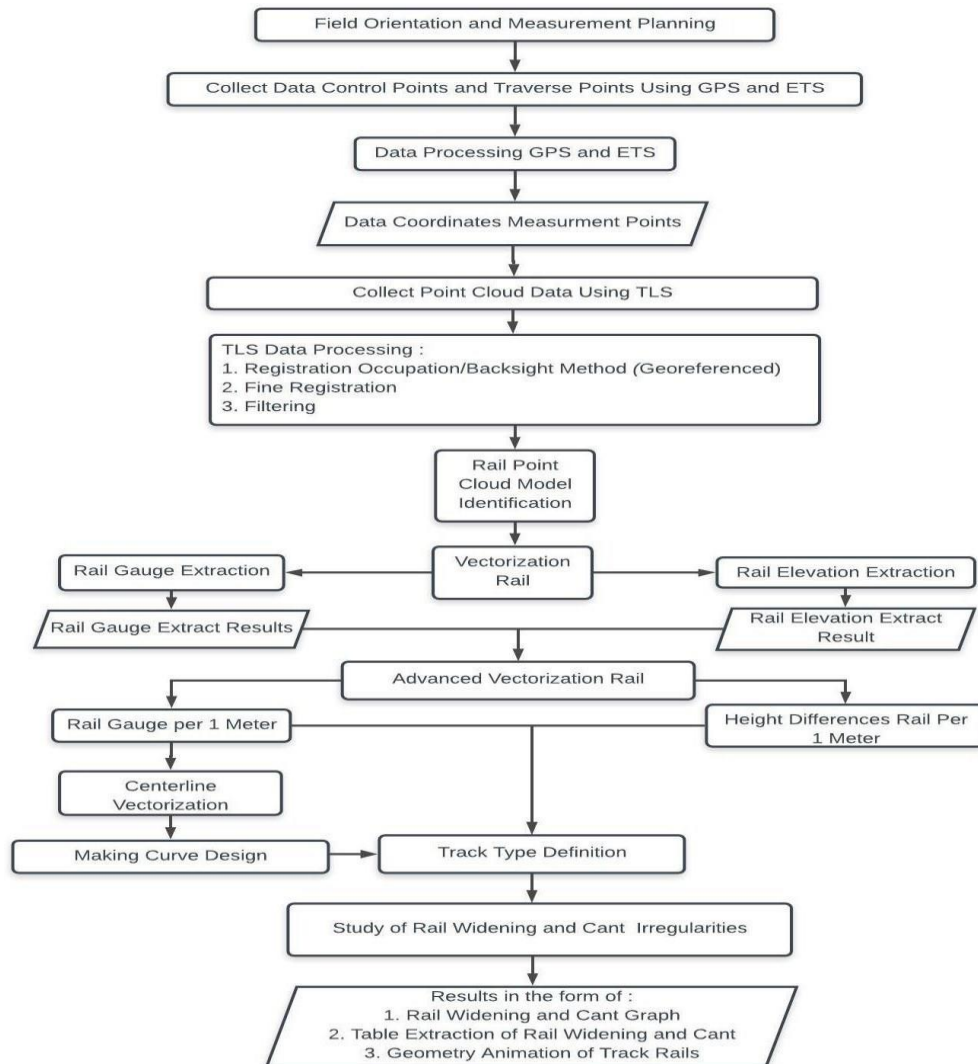 Field Orientation and Measurement Planning
Collect Data Control Points and Traverse Points Using GPS and ETS
Data Processing GPS and ETS
Data Coordinates Measurment Points
Collect Point Cloud Data Using TLS
TLS Data Processing :
1. Registration Occupation/Backsight Method (Georeferenced)
2. Fine Registration
3. Filtering
Rail Point
Cloud Model
Identification
Rail Gauge Extraction
Vectorization
Rail
Rail Elevation Extraction
Rail Gauge Extract Results
Rail Elevation Extract
Result
Advanced Vectorization Rail
Rail Gauge per 1 Meter
Height Differences Rail Per
1 Meter
Centerline
Vectorization
Making Curve Design
Track Type Definition
Study of Rail Widening and Cant Irregularities
Results in the form of :
1. Rail Widening and Cant Graph
2. Table Extraction of Rail Widening and Cant
3. Geometry Animation of Track Rails